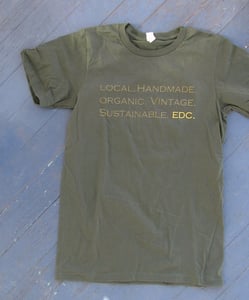 LOCAL. HANDMADE.
ORGANIC. VINTAGE.
SUSTAINABLE. EDC.